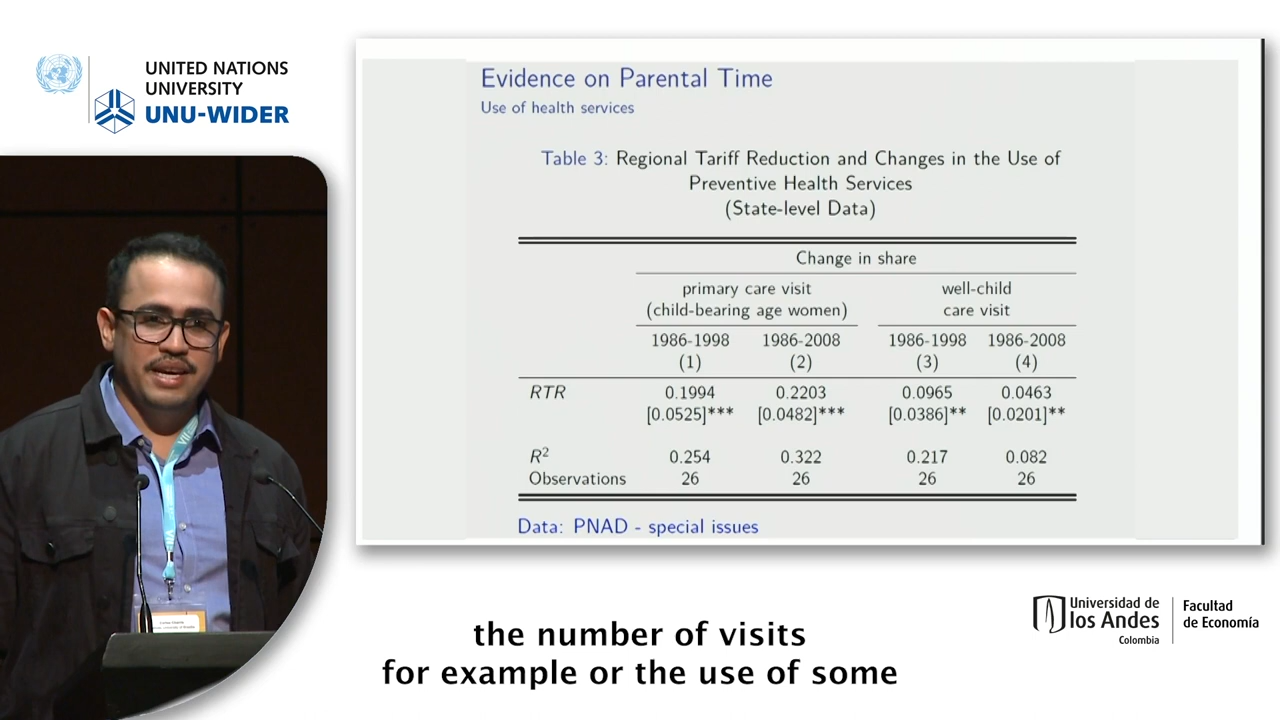 UNITED NATIONS
UNIVERSITY
UNU-WIDER
Evidence on Parental Time
Use of health services
Table 3: Regional Tariff Reduction and Changes in the Use of
Preventive Health Services
(State-level Data)
Change in share
primary care visit well-child
(child-bearing age women) care visit
1986-1998 1986-2008 1986-1998 1986-2008
(1) (2) (3) (4)
RTR 0.1994 0.2203 0.0965 0.0463
[0.0525]*** [0.0482]*** [0.0386]** [0.0201]**
R² 0.254 0.322 0.217 0.082
Observations 26 26 26 26
Data: PNAD - special issues
the number of visits
for example or the use of some
Universidad de
los Andes
Colombia
Facultad
de Economía